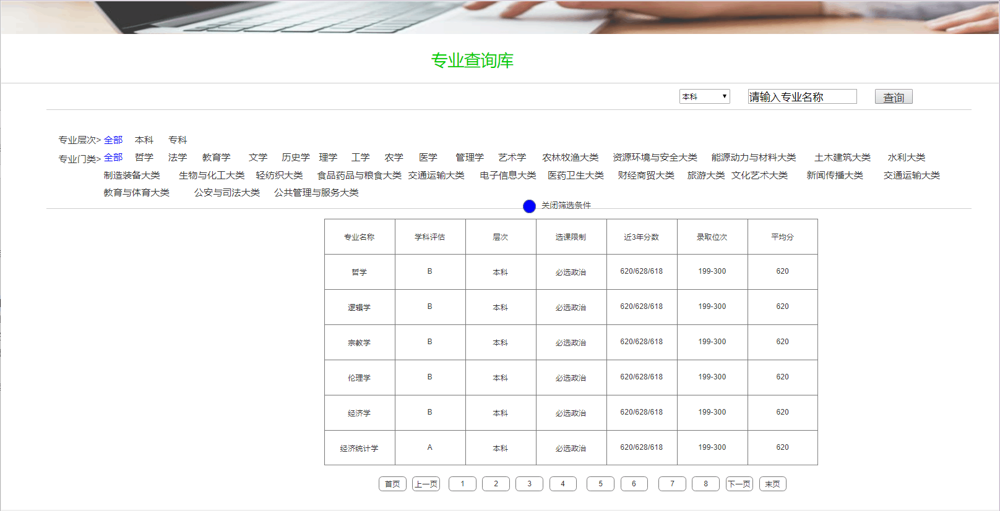 专业查询库
本科 请输入专业名称 查询
专业层次> 全部 本科 专科
专业门类> 全部 哲学 法学 教育学 文学 历史学 理学 工学 农学 医学 管理学 艺术学 农林牧渔大类 资源环境与安全大类 能源动力与材料大类 土木建筑大类 水利大类
制造装备大类 生物与化工大类 轻纺织大类 食品药品与粮食大类 交通运输大类 电子信息大类 医药卫生大类 财经商贸大类 旅游大类 文化艺术大类 新闻传播大类 交通运输大类
教育与体育大类 公安与司法大类 公共管理与服务大类
关闭筛选条件
专业名称 学科评估 层次 选课限制 近3年分数 录取位次 平均分
哲学 B 本科 必选政治 620/628/618 199-300 620
逻辑学 B 本科 必选政治 620/628/618 199-300 620
宗教学 B 本科 必选政治 620/628/618 199-300 620
伦理学 B 本科 必选政治 620/628/618 199-300 620
经济学 B 本科 必选政治 620/628/618 199-300 620
经济统计学 A 本科 必选政治 620/628/618 199-300 620
首页 上一页 1 2 3 4 5 6 7 8 下一页 末页